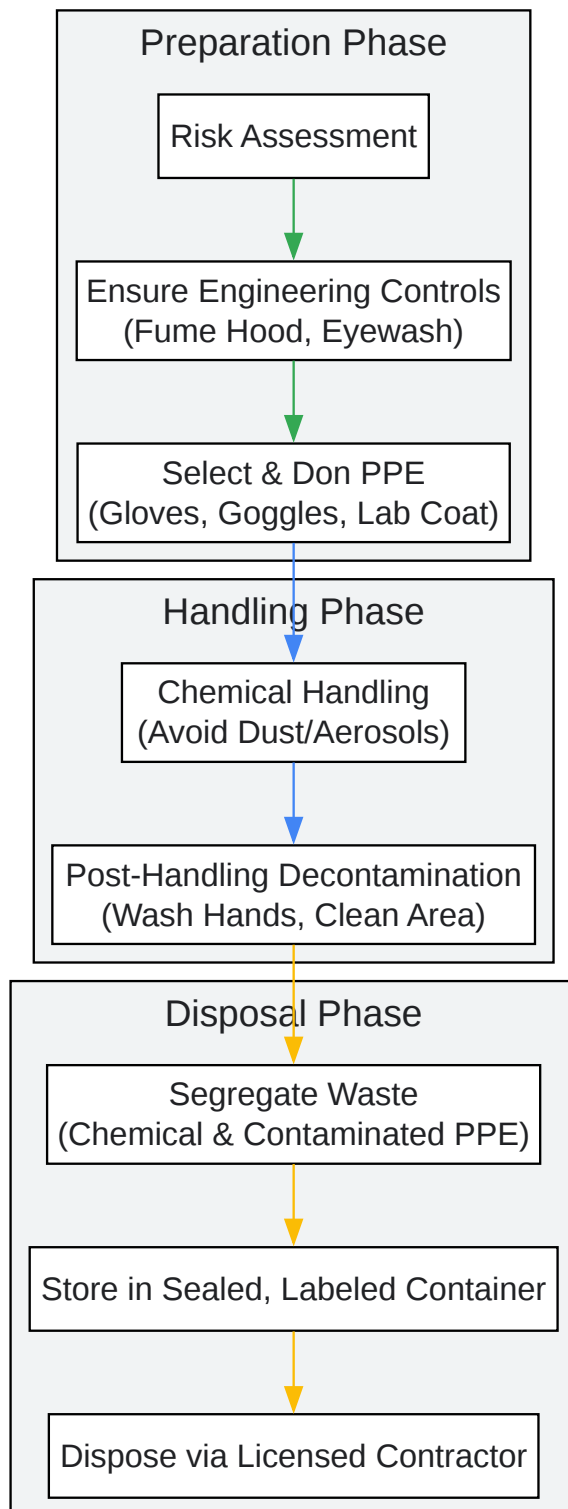 Preparation Phase
Risk Assessment
Ensure Engineering Controls
(Fume Hood, Eyewash)
Select & Don PPE
(Gloves, Goggles, Lab Coat)
Handling Phase
Chemical Handling
(Avoid Dust/Aerosols)
Post-Handling Decontamination
(Wash Hands, Clean Area)
Disposal Phase
Segregate Waste
(Chemical & Contaminated PPE)
Store in Sealed, Labeled Container
Dispose via Licensed Contractor